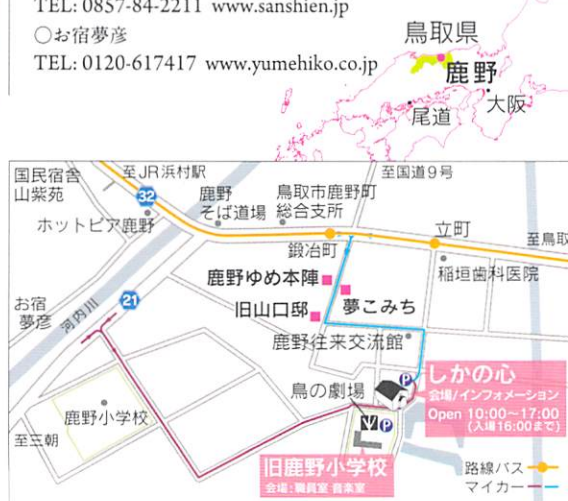 TEL: 0857-84-2211 www.sanshien.jp
○お宿夢彦
TEL: 0120-617417 www.yumehiko.co.jp
鳥取県
鹿野
大阪
尾道
国民宿舎
山紫苑
至JR浜村駅
至国道9号
32
鹿野
そば道場
鳥取市鹿野町
総合支所
ホットピア鹿野
立町
至鳥取
鍛冶町
稲垣歯科医院
鹿野ゆめ本陣
夢こみち
お宿
夢彦
河内川
21
旧山口邸
鹿野往来交流館
しかの心
会場/インフォメーション
Open 10:00〜17:00
(入場16:00まで)
鳥の劇場
P
鹿野小学校
P
至三朝
旧鹿野小学校
会場:職員室 音楽室
路線バス
マイカー